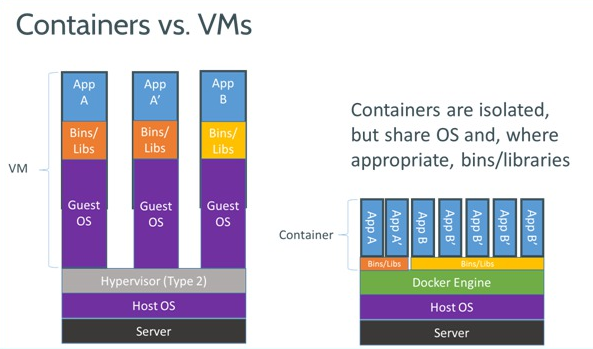 Containers vs. VMs
App
A
App
A’
App
B
Bins/
Libs
Bins/
Libs
Bins/
Libs
VM
Guest
OS
Guest
OS
Guest
OS
Hypervisor (Type 2)
Host OS
Server
Containers are isolated,
but share OS and, where
appropriate, bins/libraries
Container
App A
App A’
App B
App B’
App B’
App B’
App B’
Bins/Libs
Bins/Libs
Docker Engine
Host OS
Server